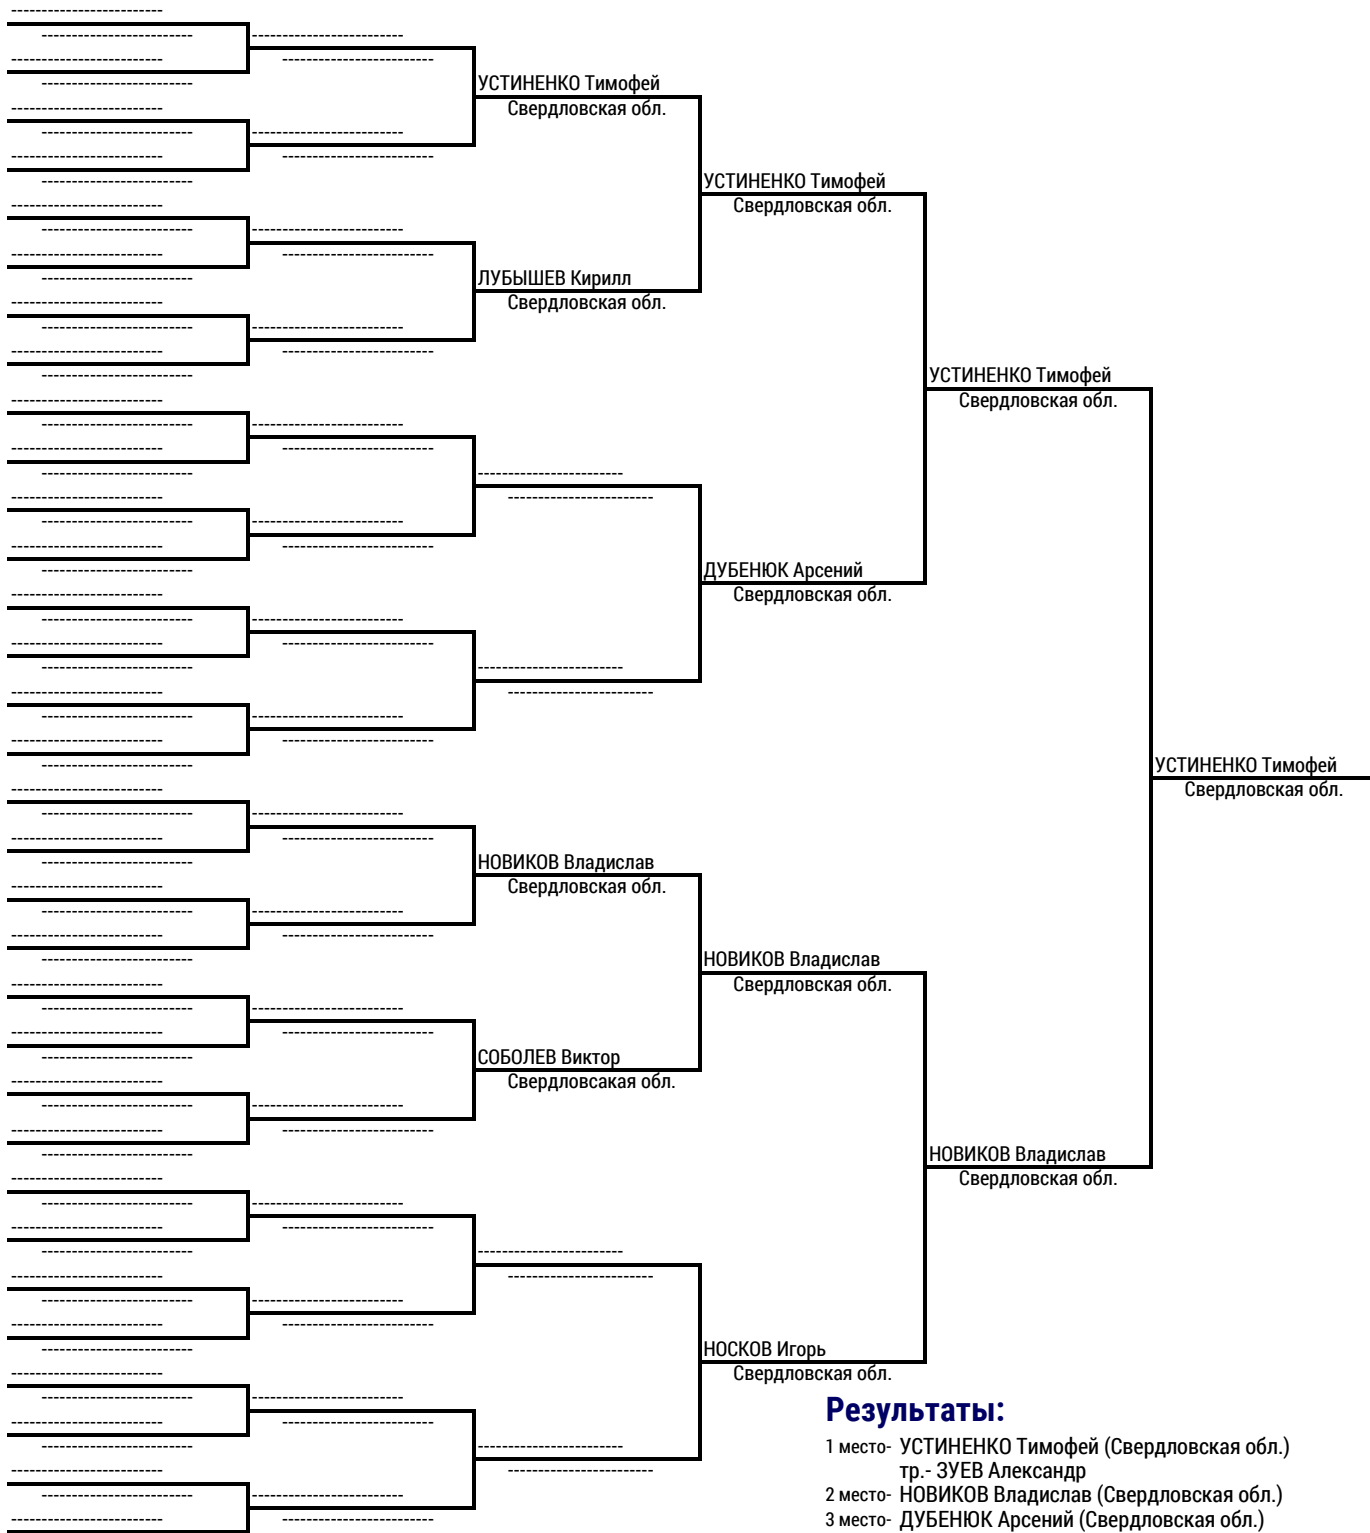 УСТИНЕНКО Тимофей
Свердловская обл.
УСТИНЕНКО Тимофей
Свердловская обл.
ЛУБЫШЕВ Кирилл
Свердловская обл.
УСТИНЕНКО Тимофей
Свердловская обл.
ДУБЕНЮК Арсений
Свердловская обл.
УСТИНЕНКО Тимофей
Свердловская обл.
НОВИКОВ Владислав
Свердловская обл.
НОВИКОВ Владислав
Свердловская обл.
СОБОЛЕВ Виктор
Свердловсакая обл.
НОВИКОВ Владислав
Свердловская обл.
НОСКОВ Игорь
Свердловская обл.
Результаты:
1 место- УСТИНЕНКО Тимофей (Свердловская обл.)
тр.- ЗУЕВ Александр
2 место- НОВИКОВ Владислав (Свердловская обл.)
3 место- ДУБЕНЮК Арсений (Свердловская обл.)